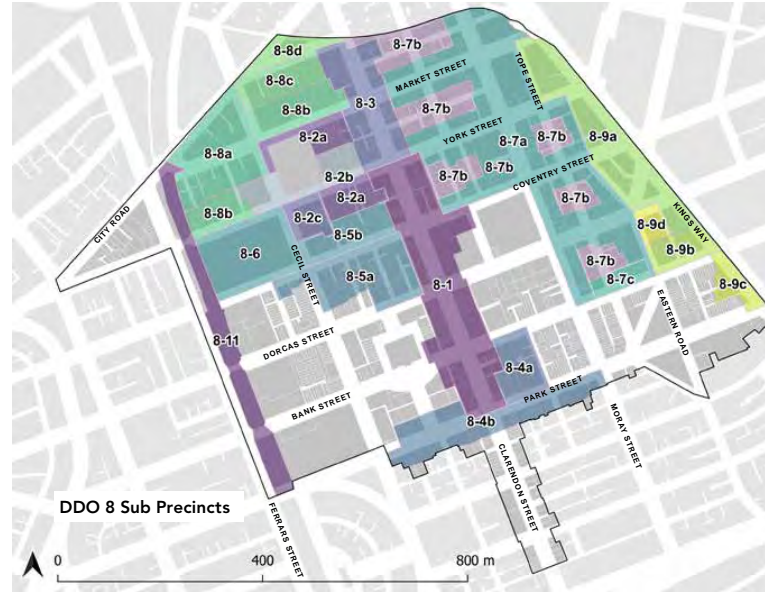 8-8d
8-7b
8-8c
MARKET STREET
TOPE STREET
8-3
8-8b
8-7b
8-2a
YORK STREET
8-7a
8-7b
8-9a
8-8a
8-7b
8-7b
COVENTRY STREET
8-2b
8-2a
8-7b
CITY ROAD
8-8b
8-2c
8-5b
KINGS WAY
8-9d
8-6
CECIL STREET
8-9b
8-5a
8-7b
8-7c
8-1
8-9c
8-11
DORCAS STREET
EASTERN ROAD
8-4a
BANK STREET
PARK STREET
8-4b
MORAY STREET
CLARENDON STREET
DDO 8 Sub Precincts
FERRARS STREET
0 400 800 m